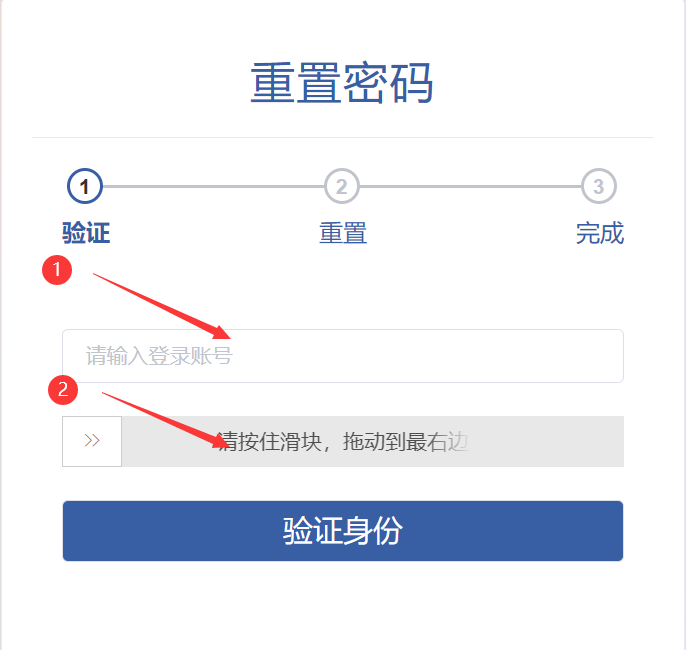 重置密码
1 2 3
验证 重置 完成
1
请输入登录账号
2
请按住滑块，拖动到最右边
验证身份